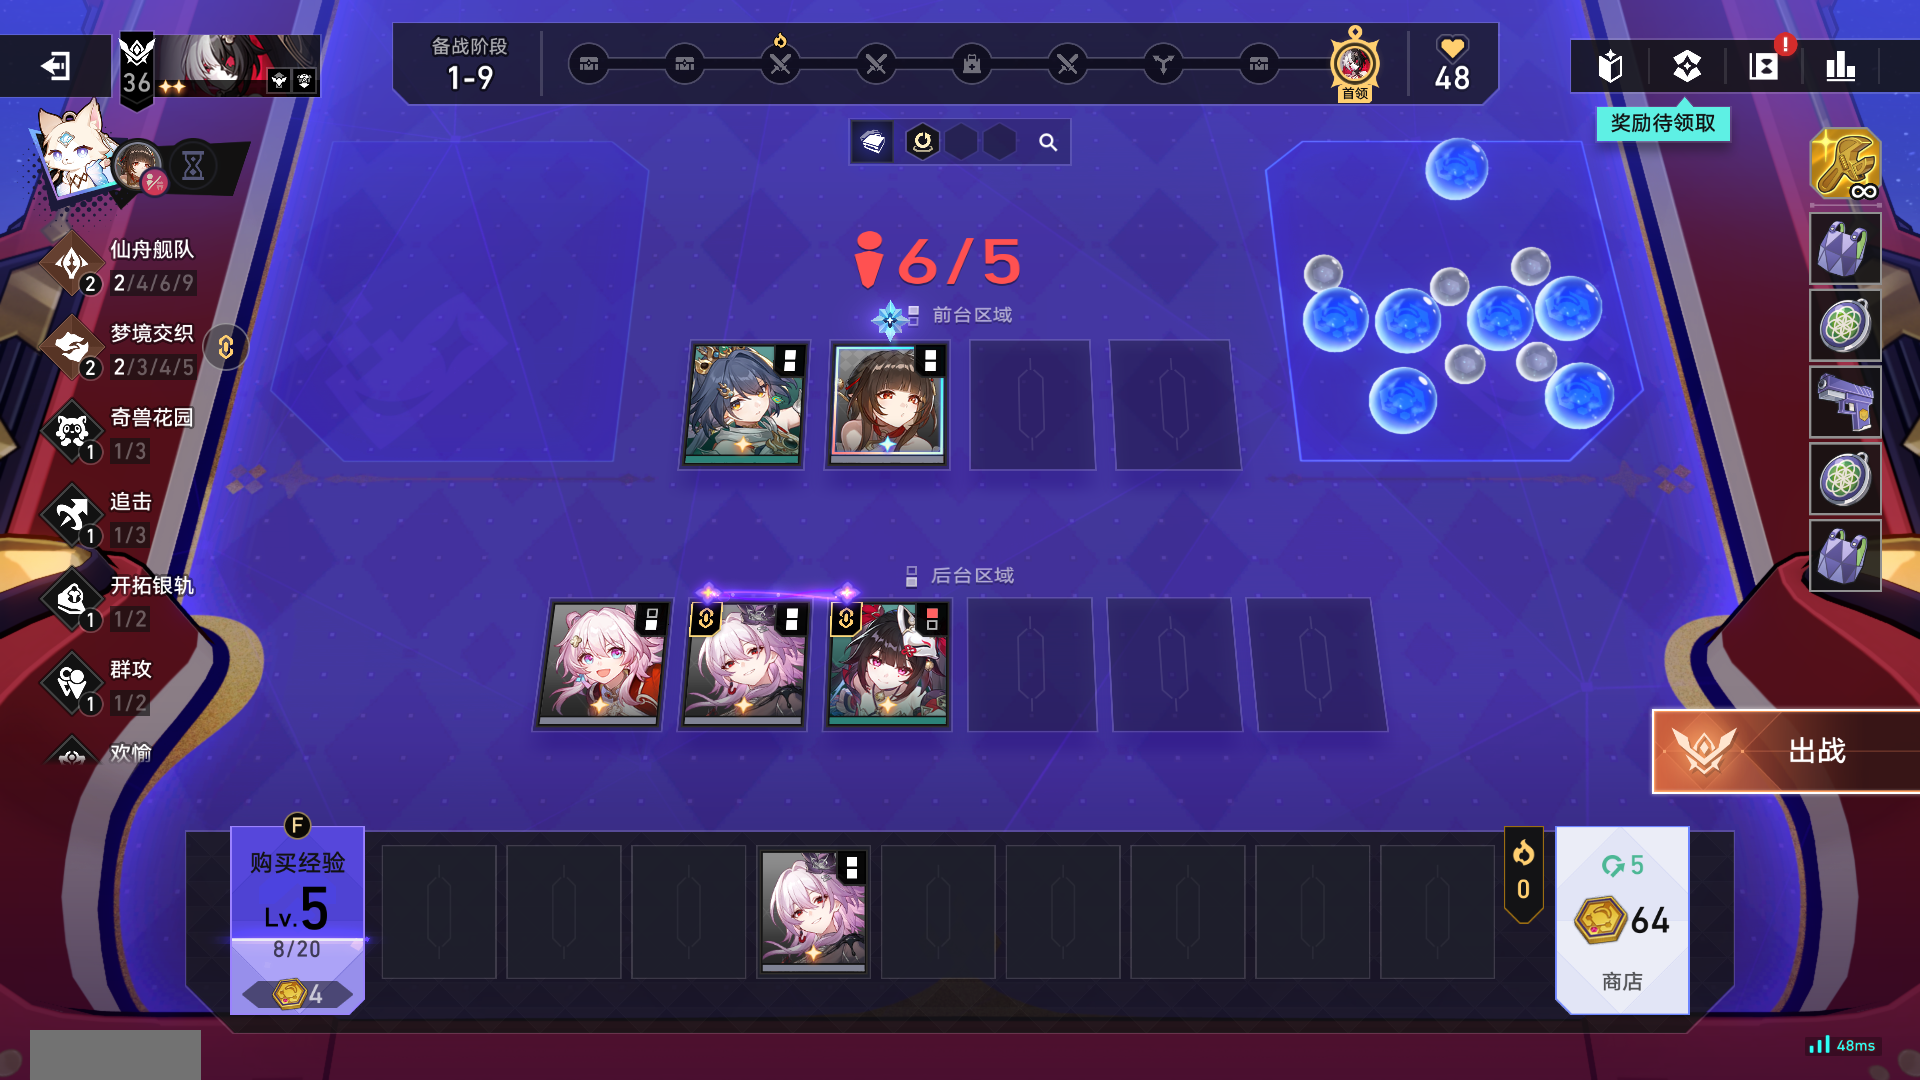 36
备战阶段
1-9
首领
48
奖励待领取
6/5
前台区域
仙舟舰队
2
2/4/6/9
梦境交织
2
2/3/4/5
奇兽花园
1
1/3
追击
1
1/3
开拓银轨
1
1/2
群攻
1
1/2
欢愉
后台区域
出战
F
购买经验
Lv.5
8/20
4
0
5
64
商店
48ms